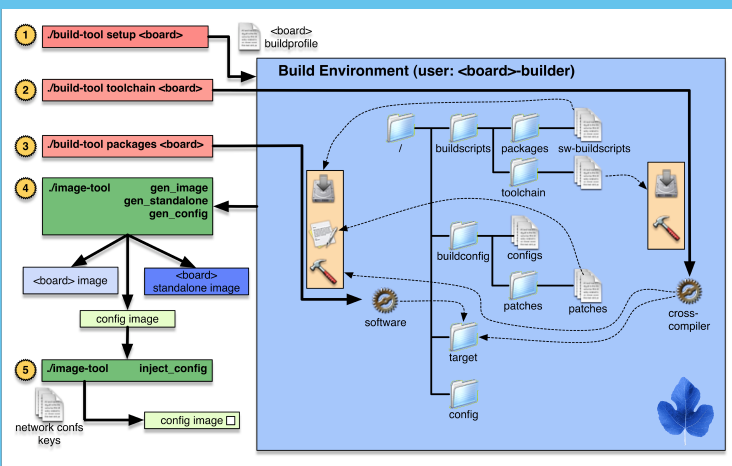 1
./build-tool setup <board>
<board>
buildprofile
Build Environment (user: <board>-builder)
2
./build-tool toolchain <board>
3
./build-tool packages <board>
/
buildscripts
packages
sw-buildscripts
toolchain
4
./image-tool gen_image
gen_standalone
gen_config
buildconfig
configs
patches
patches
<board> image
<board>
standalone image
config image
software
cross-
compiler
target
5
./image-tool inject_config
config
network confs
keys
config image